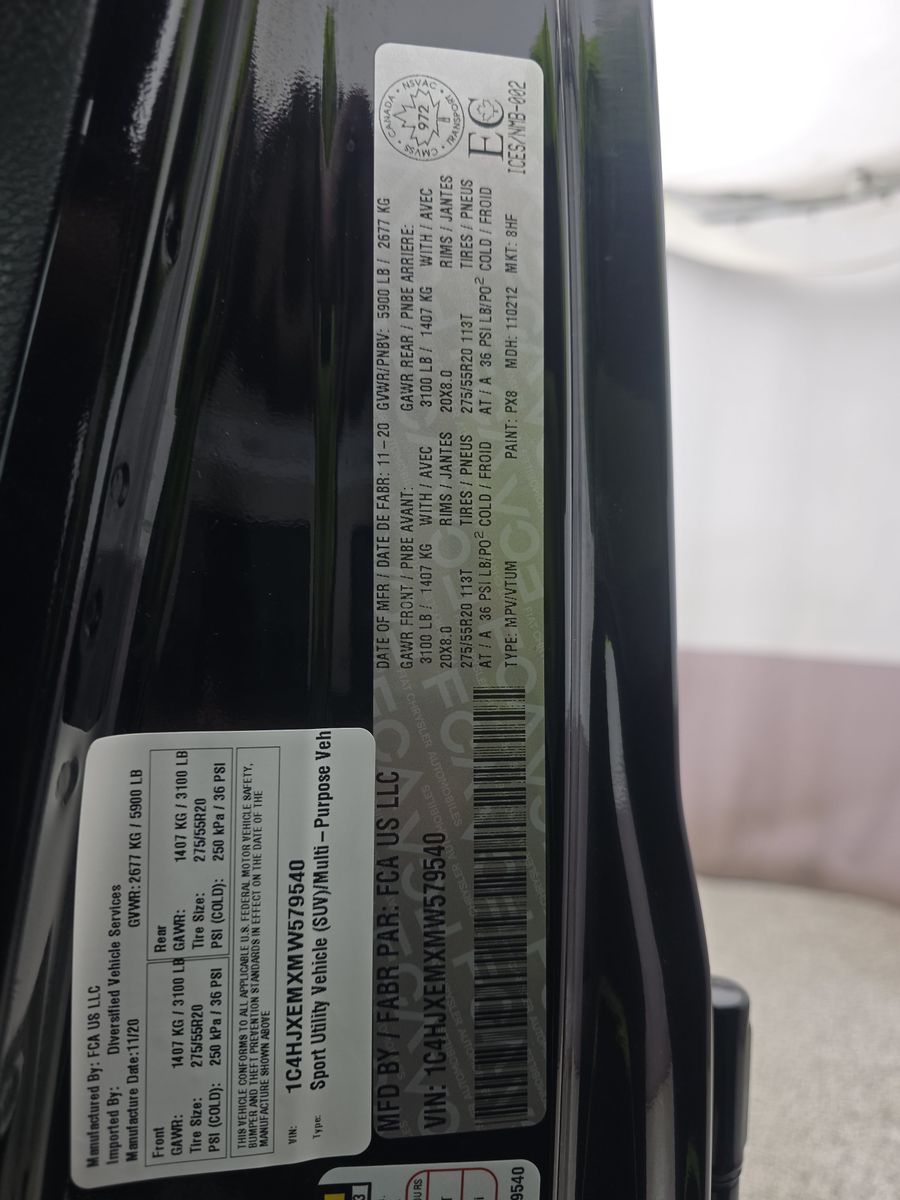 Manufactured By: FCA US LLC
Imported By: Diversified Vehicle Services
Manufacture Date:11/20 GVWR: 2677 KG / 5900 LB
Front
GAWR: 1407 KG / 3100 LB
Tire Size: 275/55R20
PSI (COLD): 250 kPa / 36 PSI
Rear
GAWR: 1407 KG / 3100 LB
Tire Size: 275/55R20
PSI (COLD): 250 kPa / 36 PSI
THIS VEHICLE CONFORMS TO ALL APPLICABLE U.S. FEDERAL MOTOR VEHICLE SAFETY,
BUMPER AND THEFT PREVENTION STANDARDS IN EFFECT ON THE DATE OF THE
MANUFACTURE SHOWN ABOVE
VIN: 1C4HJXEMXMW579540
Type: Sport Utility Vehicle (SUV)/Multi – Purpose Veh
MFD BY / FABR PAR: FCA US LLC
VIN: 1C4HJXEMXMW579540
DATE OF MFR / DATE DE FABR: 11-20 GVWR/PNBV: 5900 LB / 2677 KG
GAWR FRONT / PNBE AVANT:
3100 LB / 1407 KG WITH / AVEC
20X8.0 RIMS / JANTES
275/55R20 113T TIRES / PNEUS
AT / A 36 PSI LB/PO² COLD / FROID
GAWR REAR / PNBE ARRIERE:
3100 LB / 1407 KG WITH / AVEC
20X8.0 RIMS / JANTES
275/55R20 113T TIRES / PNEUS
AT / A 36 PSI LB/PO² COLD / FROID
TYPE: MPV/VTUM PAINT: PX8 MDH: 110212 MKT: 8HF
CANADA • NSVAC • TRANSPORT • CMVSS
972
EC
ICES/NMB-002
9540